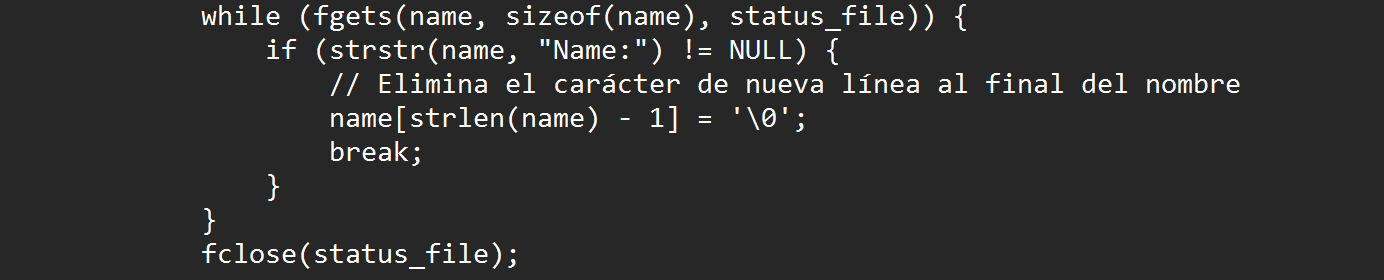 while (fgets(name, sizeof(name), status_file)) {
if (strstr(name, "Name:") != NULL) {
// Elimina el carácter de nueva línea al final del nombre
name[strlen(name) - 1] = '\0';
break;
}
}
fclose(status_file);